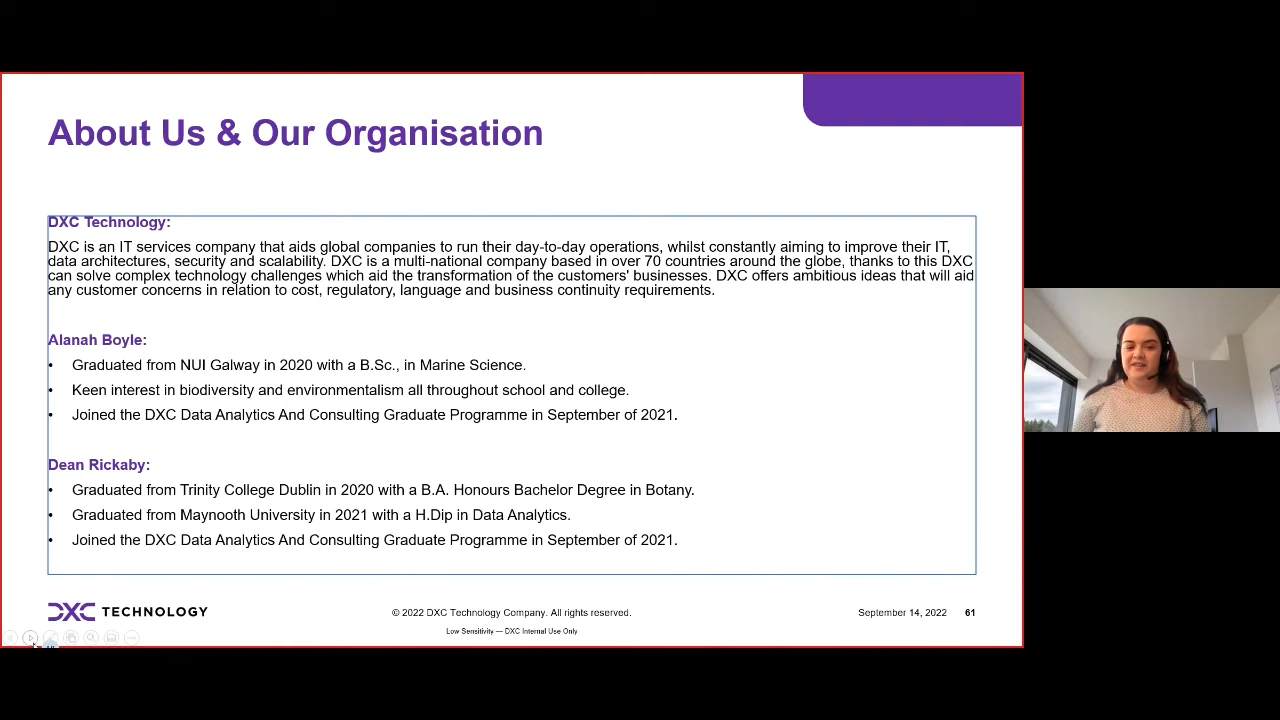 About Us & Our Organisation
DXC Technology:
DXC is an IT services company that aids global companies to run their day-to-day operations, whilst constantly aiming to improve their IT,
data architectures, security and scalability. DXC is a multi-national company based in over 70 countries around the globe, thanks to this DXC
can solve complex technology challenges which aid the transformation of the customers' businesses. DXC offers ambitious ideas that will aid
any customer concerns in relation to cost, regulatory, language and business continuity requirements.
Alanah Boyle:
• Graduated from NUI Galway in 2020 with a B.Sc., in Marine Science.
• Keen interest in biodiversity and environmentalism all throughout school and college.
• Joined the DXC Data Analytics And Consulting Graduate Programme in September of 2021.
Dean Rickaby:
• Graduated from Trinity College Dublin in 2020 with a B.A. Honours Bachelor Degree in Botany.
• Graduated from Maynooth University in 2021 with a H.Dip in Data Analytics.
• Joined the DXC Data Analytics And Consulting Graduate Programme in September of 2021.
DXC TECHNOLOGY
© 2022 DXC Technology Company. All rights reserved.
September 14, 2022 61
Low Sensitivity — DXC Internal Use Only